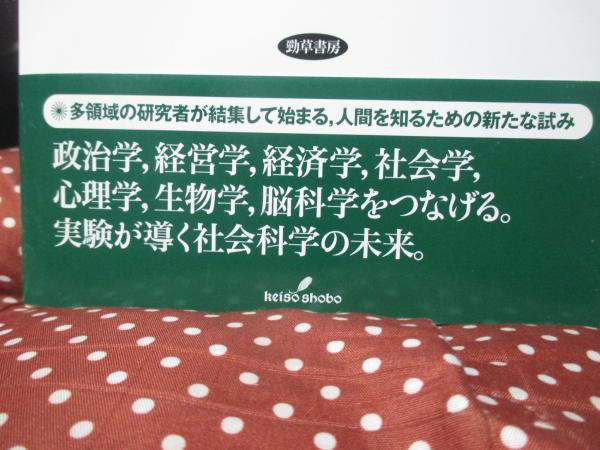 勁草書房
多領域の研究者が結集して始まる,人間を知るための新たな試み
政治学,経営学,経済学,社会学,
心理学,生物学,脳科学をつなげる。
実験が導く社会科学の未来。
keiso shobo